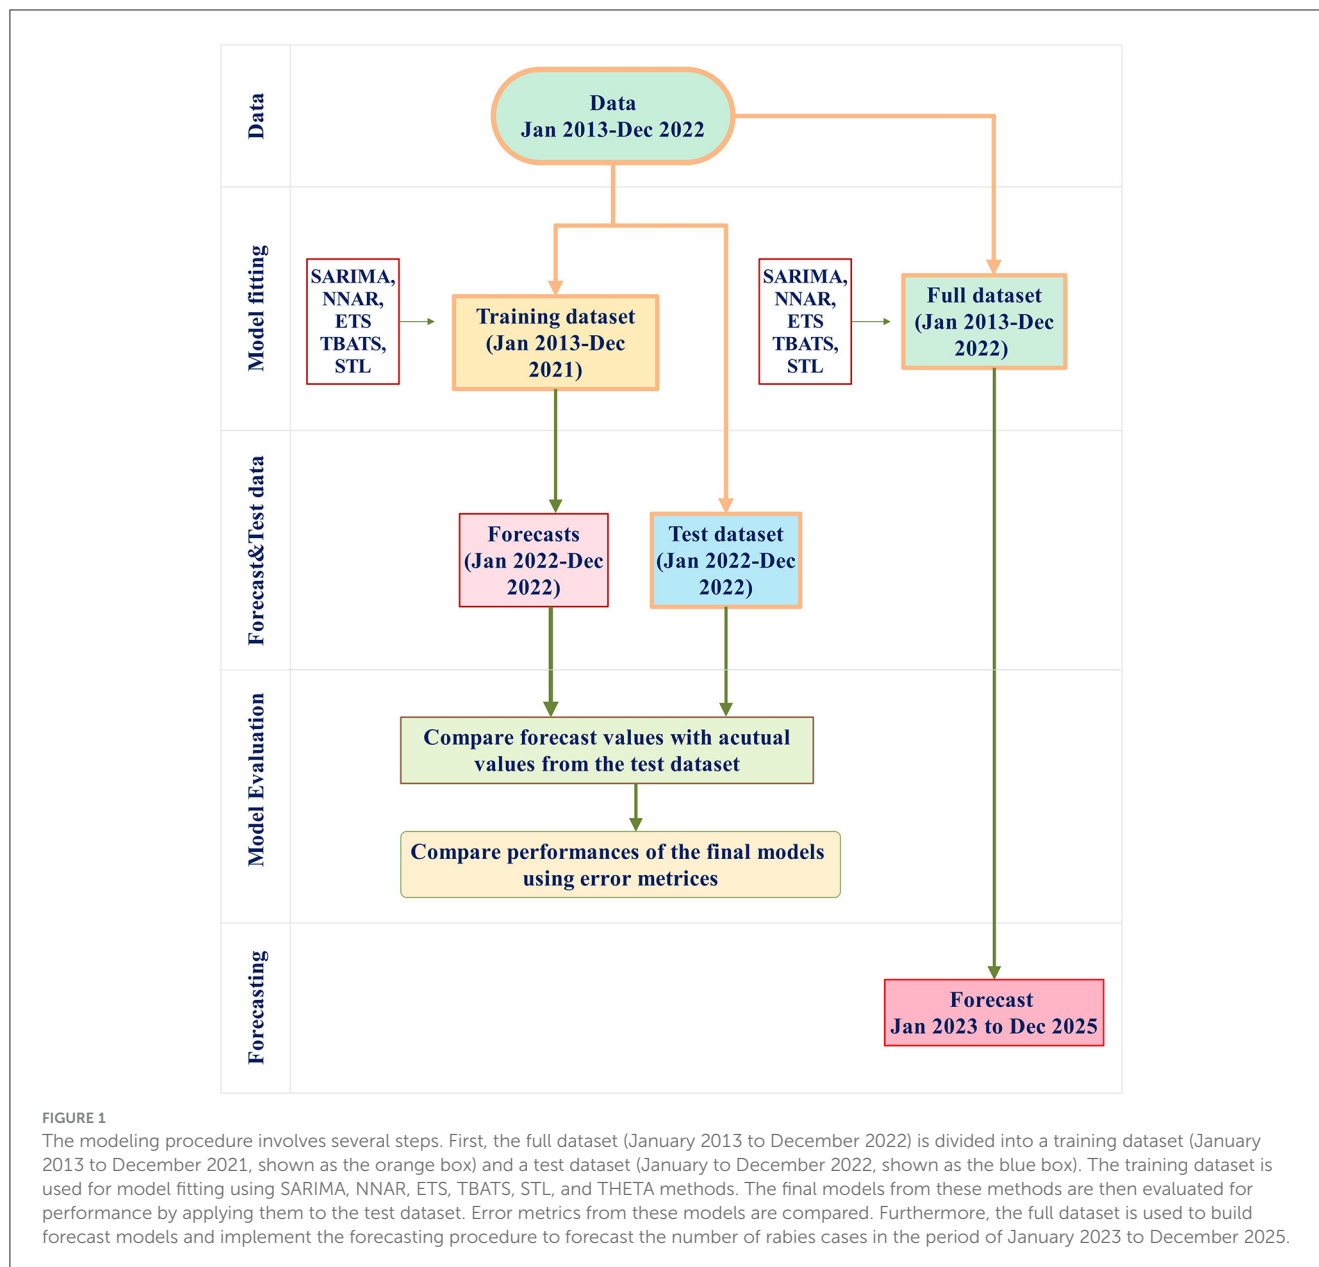 Data
Data
Jan 2013-Dec 2022
Model fitting
SARIMA,
NNAR,
ETS
TBATS,
STL
Training dataset
(Jan 2013-Dec
2021)
SARIMA,
NNAR,
ETS
TBATS,
STL
Full dataset
(Jan 2013-Dec
2022)
Forecast&Test data
Forecasts
(Jan 2022-Dec
2022)
Test dataset
(Jan 2022-Dec
2022)
Model Evaluation
Compare forecast values with acutual
values from the test dataset
Compare performances of the final models
using error metrices
Forecasting
Forecast
Jan 2023 to Dec 2025
FIGURE 1
The modeling procedure involves several steps. First, the full dataset (January 2013 to December 2022) is divided into a training dataset (January
2013 to December 2021, shown as the orange box) and a test dataset (January to December 2022, shown as the blue box). The training dataset is
used for model fitting using SARIMA, NNAR, ETS, TBATS, STL, and THETA methods. The final models from these methods are then evaluated for
performance by applying them to the test dataset. Error metrics from these models are compared. Furthermore, the full dataset is used to build
forecast models and implement the forecasting procedure to forecast the number of rabies cases in the period of January 2023 to December 2025.